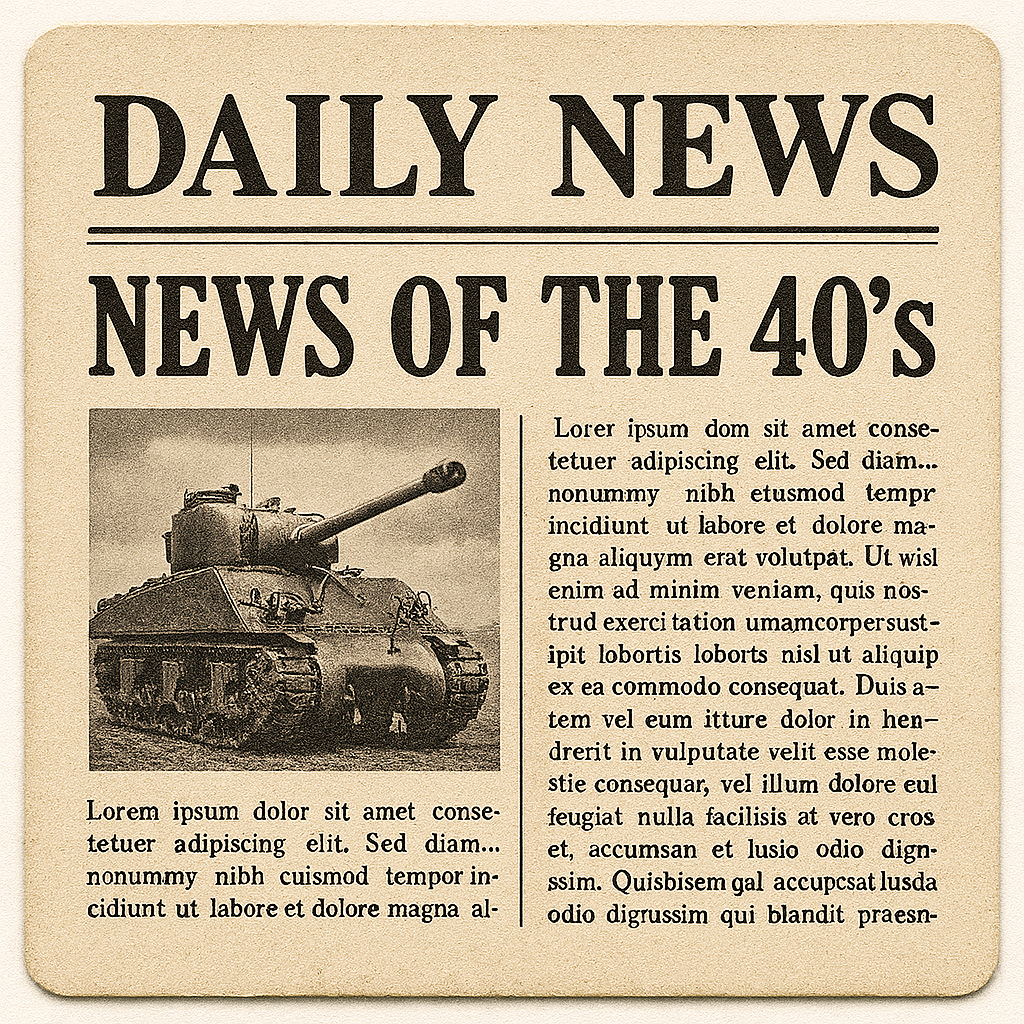 DAILY NEWS
NEWS OF THE 40's
Lorem ipsum dolor sit amet conse-
tetuer adipiscing elit. Sed diam...
nonummy nibh cuismod tempor in-
cidiunt ut labore et dolore magna al-
Lorer ipsum dom sit amet conse-
tetuer adipiscing elit. Sed diam...
nonummy nibh etusmod tempr
incidiunt ut labore et dolore ma-
gna aliquym erat volutpat. Ut wisl
enim ad minim veniam, quis nos-
trud exerci tation umamcorpersust-
ipit lobortis loborts nisl ut aliquip
ex ea commodo consequat. Duis a-
tem vel eum itture dolor in hen-
drerit in vulputate velit esse mole-
stie consequar, vel illum dolore eul
feugiat nulla facilisis at vero cros
et, accumsan et lusio odio dign-
ssim. Quisbisem gal accupcsat lusda
odio digrussim qui blandit praesn-